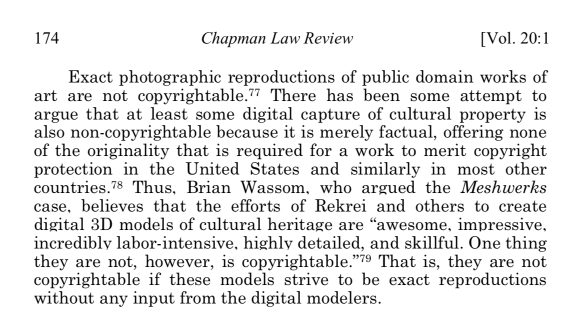 174 Chapman Law Review [Vol. 20:1
Exact photographic reproductions of public domain works of
art are not copyrightable.77 There has been some attempt to
argue that at least some digital capture of cultural property is
also non-copyrightable because it is merely factual, offering none
of the originality that is required for a work to merit copyright
protection in the United States and similarly in most other
countries.78 Thus, Brian Wassom, who argued the Meshwerks
case, believes that the efforts of Rekrei and others to create
digital 3D models of cultural heritage are “awesome, impressive,
incredibly labor-intensive, highly detailed, and skillful. One thing
they are not, however, is copyrightable.”79 That is, they are not
copyrightable if these models strive to be exact reproductions
without any input from the digital modelers.